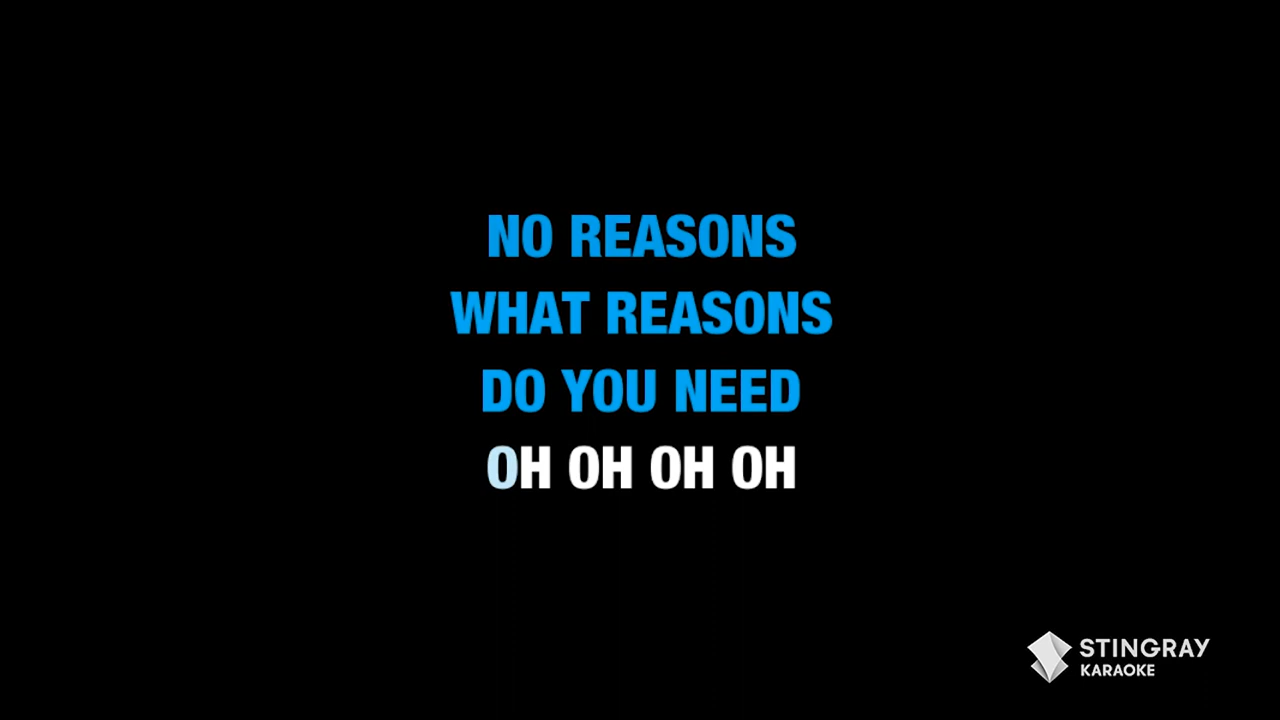 NO REASONS
WHAT REASONS
DO YOU NEED
OH OH OH OH
STINGRAY
KARAOKE